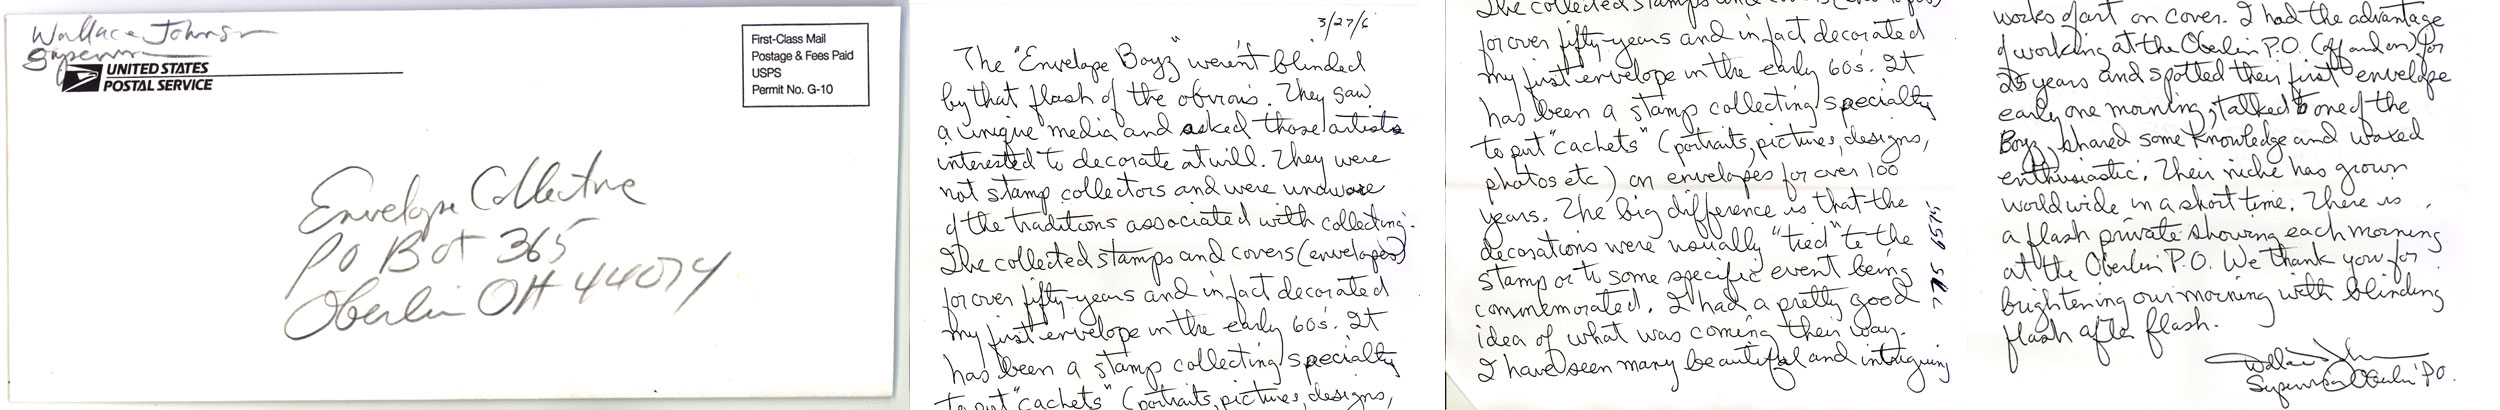 Wallace Johnson
Supervisor
UNITED STATES
POSTAL SERVICE
First-Class Mail
Postage & Fees Paid
USPS
Permit No. G-10
Envelope Collective
PO Box 365
Oberlin OH 44074
3/27/6
The "Envelope Boyz" weren't blinded
by that flash of the obvious. They saw
a unique media and asked those artists
interested to decorate at will. They were
not stamp collectors and were unaware
of the traditions associated with collecting.
I've collected stamps and covers (envelopes)
for over fifty-years and in fact decorated
my first envelope in the early 60's. It
has been a stamp collecting specialty
to put "cachets" (portraits, pictures, designs,
I've collected stamps and covers (envelopes)
for over fifty-years and in fact decorated
my first envelope in the early 60's. It
has been a stamp collecting specialty
to put "cachets" (portraits, pictures, designs,
photos etc) on envelopes for over 100
years. The big difference is that the
decorations were usually "tied" to the
stamp or to some specific event being
commemorated. I had a pretty good
idea of what was coming their way.
I have seen many beautiful and intriguing
works of art on cover. I had the advantage
of working at the Oberlin P.O. (off and on) for
25 years and spotted their first envelope
early one morning, talked to one of the
Boyz, shared some knowledge and waxed
enthusiastic. Their niche has grown
worldwide in a short time. There is
a flash private showing each morning
at the Oberlin P.O. We thank you for
brightening our morning with blinding
flash after flash.
Wallace Johnson
Supervisor Oberlin P.O.